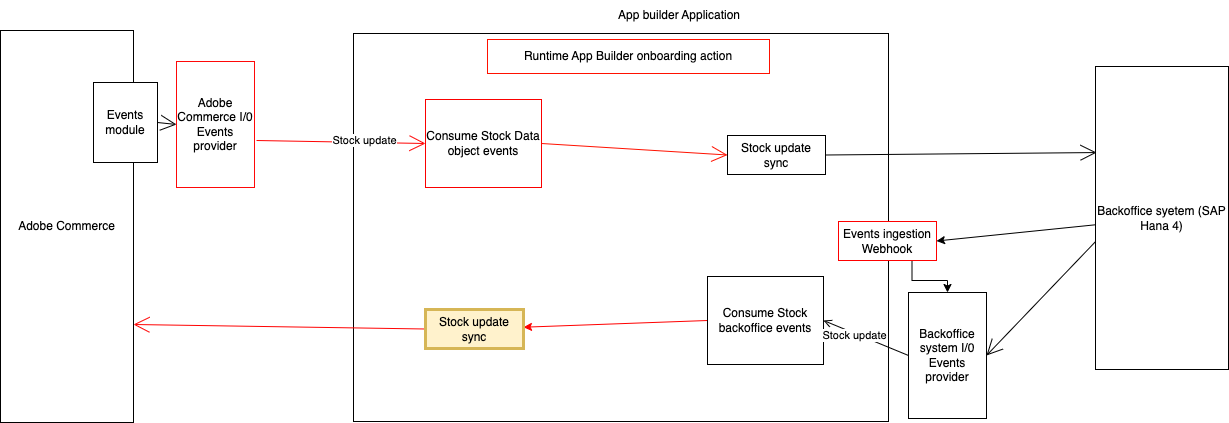 App builder Application
Runtime App Builder onboarding action
Events
module
Adobe
Commerce I/0
Events
provider
Stock update
Consume Stock Data
object events
Stock update
sync
Adobe Commerce
Backoffice syetem (SAP
Hana 4)
Events ingestion
Webhook
Stock update
sync
Consume Stock
backoffice events
Stock update
Backoffice
system I/0
Events
provider